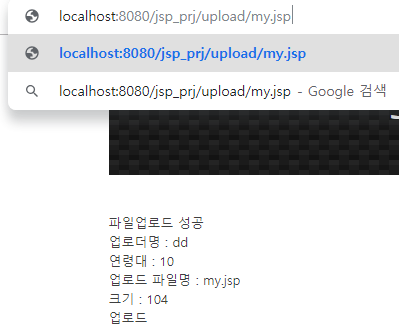 localhost:8080/jsp_prj/upload/my.jsp
localhost:8080/jsp_prj/upload/my.jsp
localhost:8080/jsp_prj/upload/my.jsp - Google 검색
파일업로드 성공
업로더명 : dd
연령대 : 10
업로드 파일명 : my.jsp
크기 : 104
업로드